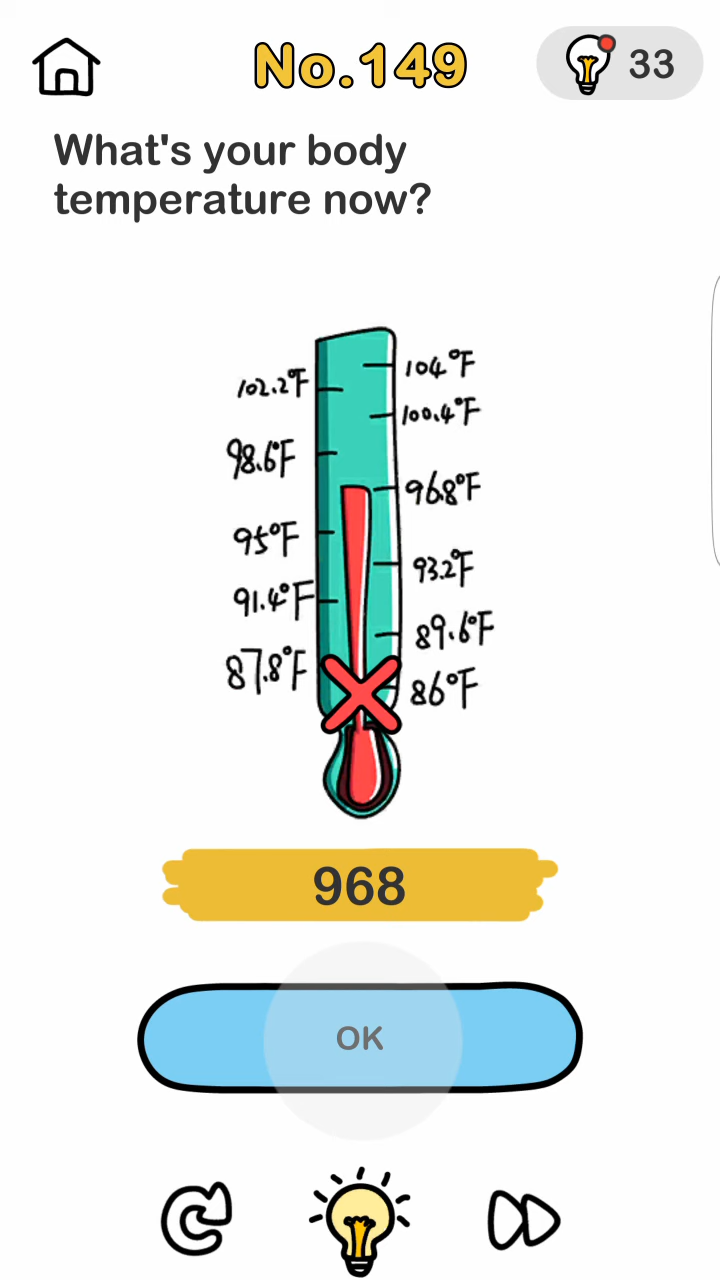 No.149
33
What's your body
temperature now?
104°F
102.2°F
100.4°F
98.6°F
96.8°F
95°F
93.2°F
91.4°F
89.6°F
87.8°F
86°F
968
OK